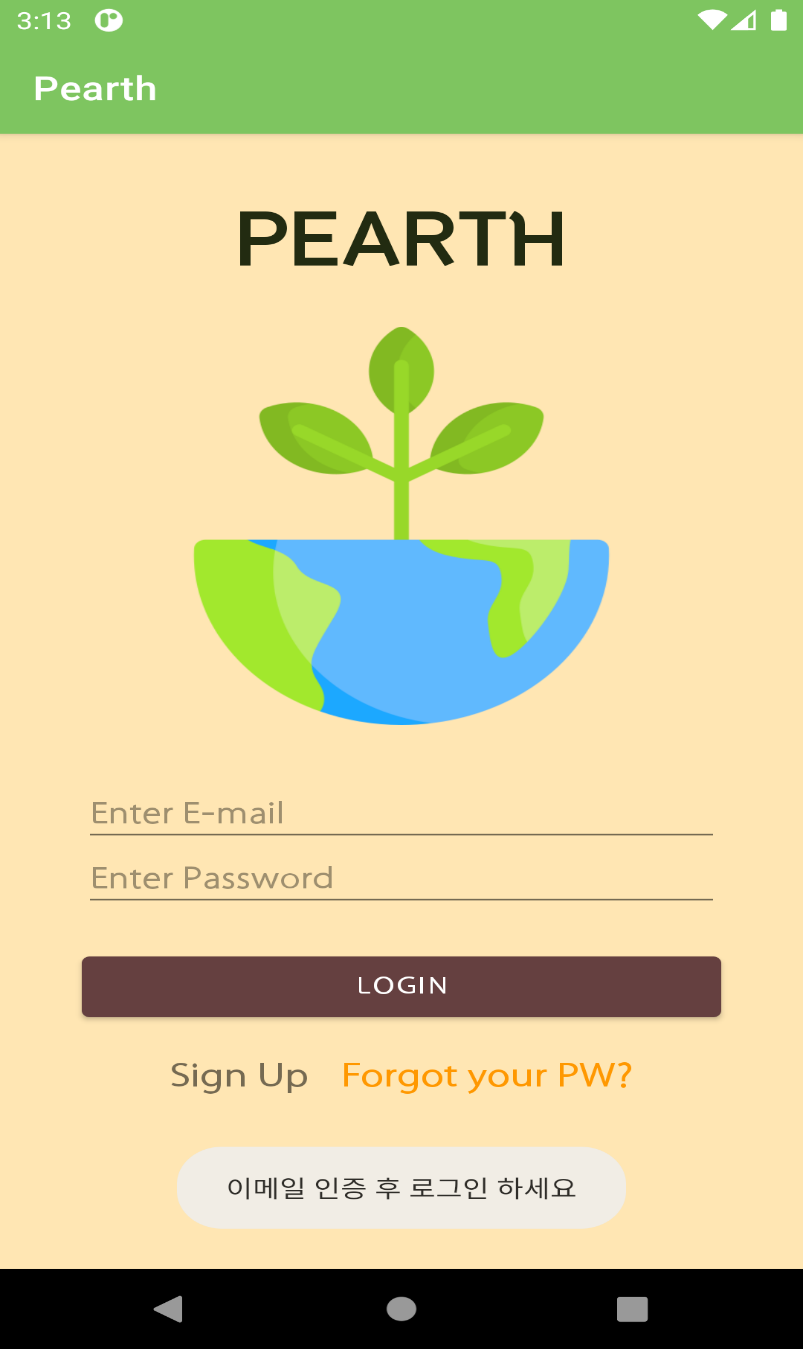 3:13
Pearth
PEARTH
Enter E-mail
Enter Password
LOGIN
Sign Up Forgot your PW?
이메일 인증 후 로그인 하세요